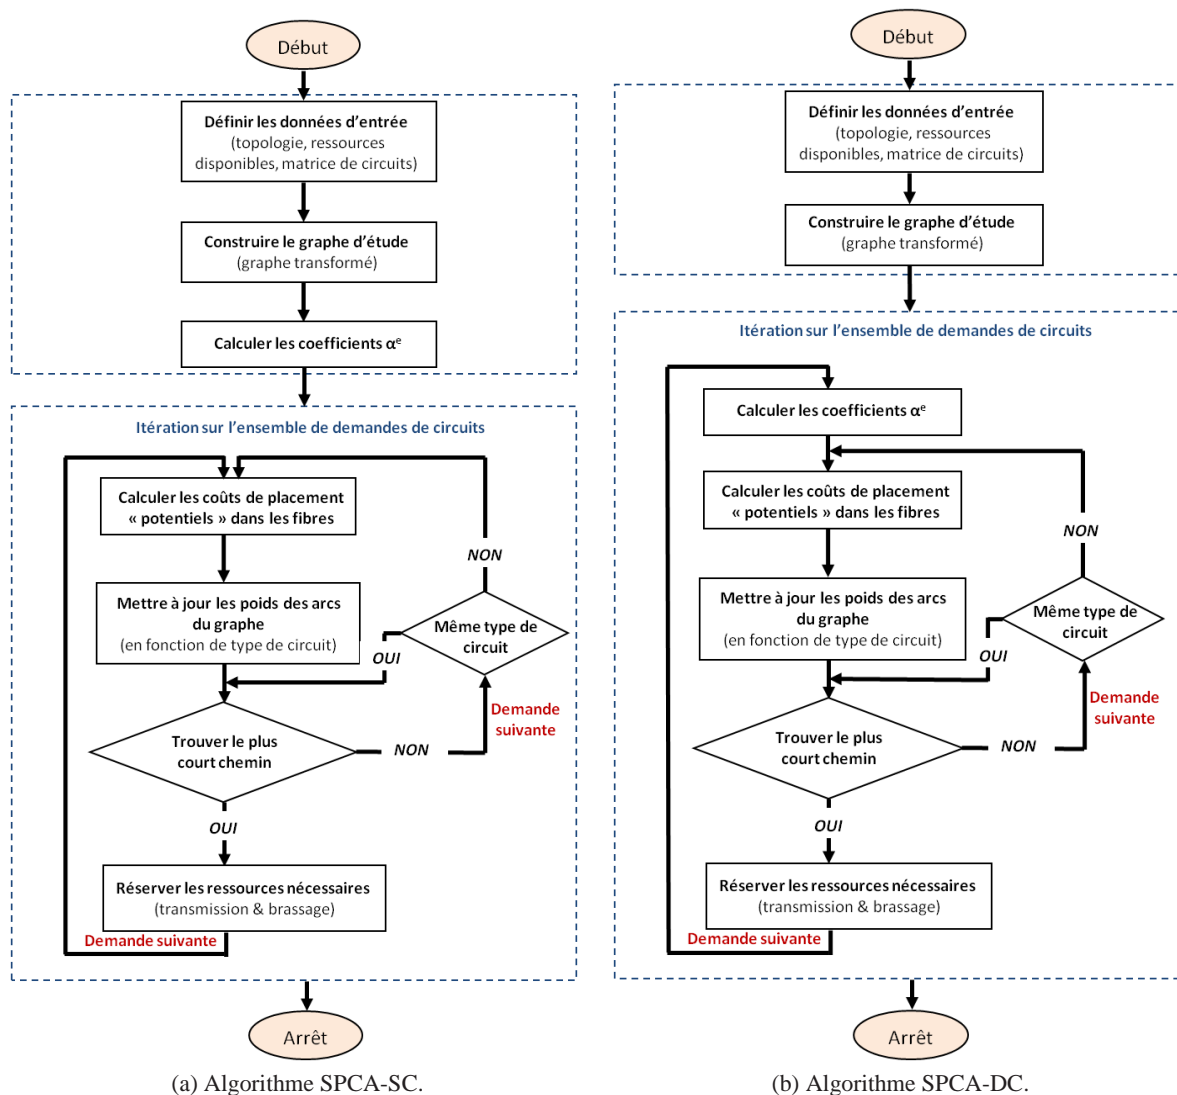 Début
Définir les données d'entrée
(topologie, ressources
disponibles, matrice de circuits)
Construire le graphe d'étude
(graphe transformé)
Calculer les coefficients αᵉ
Itération sur l'ensemble de demandes de circuits
Calculer les coûts de placement
« potentiels » dans les fibres
NON
Mettre à jour les poids des arcs
du graphe
(en fonction de type de circuit)
Même type de
circuit
OUI
Demande
suivante
Trouver le plus
court chemin
NON
OUI
Réserver les ressources nécessaires
(transmission & brassage)
Demande suivante
Arrêt
(a) Algorithme SPCA-SC.
Début
Définir les données d'entrée
(topologie, ressources
disponibles, matrice de circuits)
Construire le graphe d'étude
(graphe transformé)
Itération sur l'ensemble de demandes de circuits
Calculer les coefficients αᵉ
Calculer les coûts de placement
« potentiels » dans les fibres
NON
Mettre à jour les poids des arcs
du graphe
(en fonction de type de circuit)
Même type de
circuit
OUI
Demande
suivante
Trouver le plus
court chemin
NON
OUI
Réserver les ressources nécessaires
(transmission & brassage)
Demande suivante
Arrêt
(b) Algorithme SPCA-DC.